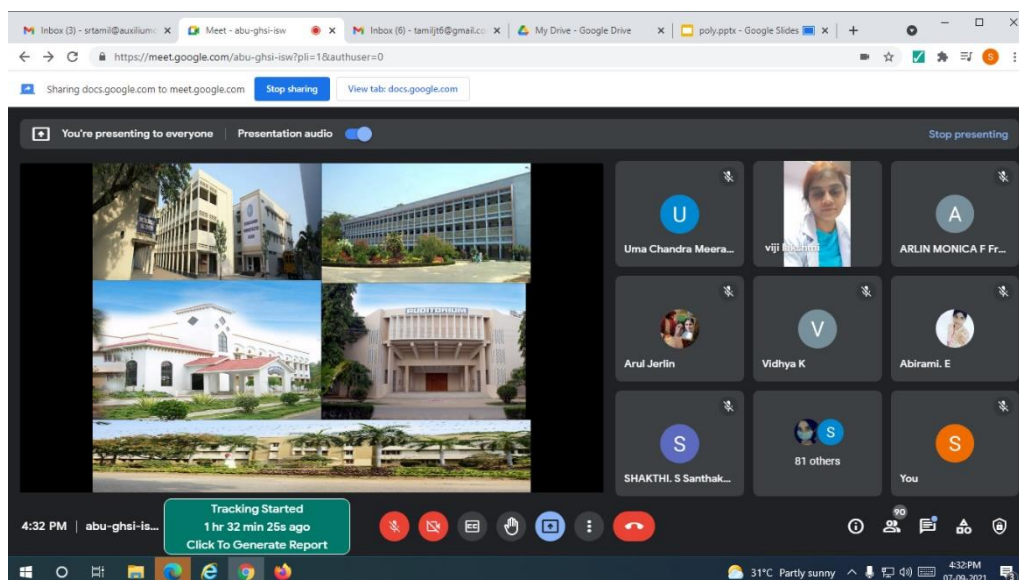 Inbox (3) - srtamil@auxiliumc
Meet - abu-ghsi-isw
Inbox (6) - tamiljt6@gmail.co
My Drive - Google Drive
poly.pptx - Google Slides
https://meet.google.com/abu-ghsi-isw?pli=1&authuser=0
S
Sharing docs.google.com to meet.google.com
Stop sharing
View tab: docs.google.com
You're presenting to everyone
Presentation audio
Stop presenting
AUDITORIUM
U
Uma Chandra Meera...
viji
A
ARLIN MONICA F Fr...
Arul Jerlin
V
Vidhya K
Abirami. E
S
SHAKTHI. S Santhak...
S
81 others
S
You
4:32 PM | abu-ghsi-is...
Tracking Started
1 hr 32 min 25s ago
Click To Generate Report
CC
90
31°C Partly sunny
4:32 PM
07-09-2021
3